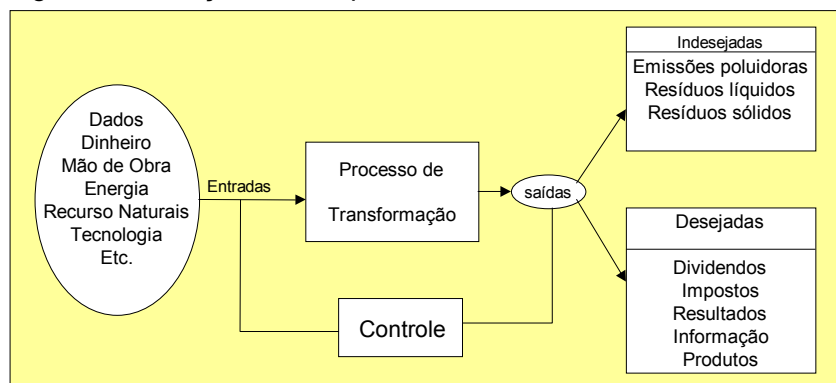 Dados
Dinheiro
Mão de Obra
Energia
Recurso Naturais
Tecnologia
Etc.
Entradas
Processo de
Transformação
Controle
saídas
Indesejadas
Emissões poluidoras
Resíduos líquidos
Resíduos sólidos
Desejadas
Dividendos
Impostos
Resultados
Informação
Produtos